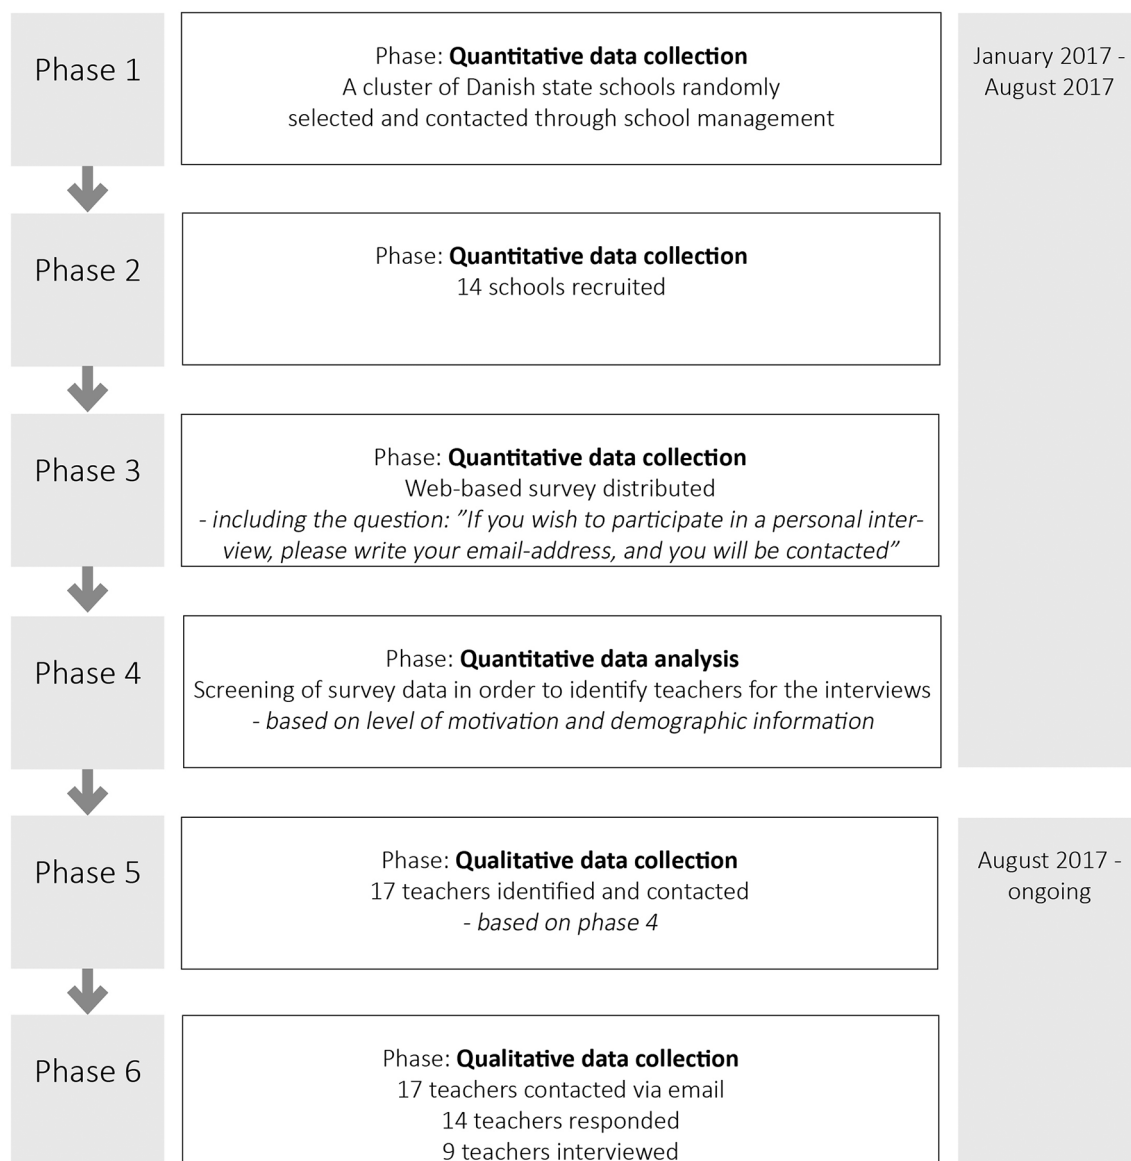 Phase 1
Phase: Quantitative data collection
A cluster of Danish state schools randomly
selected and contacted through school management
January 2017 -
August 2017
Phase 2
Phase: Quantitative data collection
14 schools recruited
Phase 3
Phase: Quantitative data collection
Web-based survey distributed
- including the question: ”If you wish to participate in a personal inter-
view, please write your email-address, and you will be contacted”
Phase 4
Phase: Quantitative data analysis
Screening of survey data in order to identify teachers for the interviews
- based on level of motivation and demographic information
Phase 5
Phase: Qualitative data collection
17 teachers identified and contacted
- based on phase 4
August 2017 -
ongoing
Phase 6
Phase: Qualitative data collection
17 teachers contacted via email
14 teachers responded
9 teachers interviewed